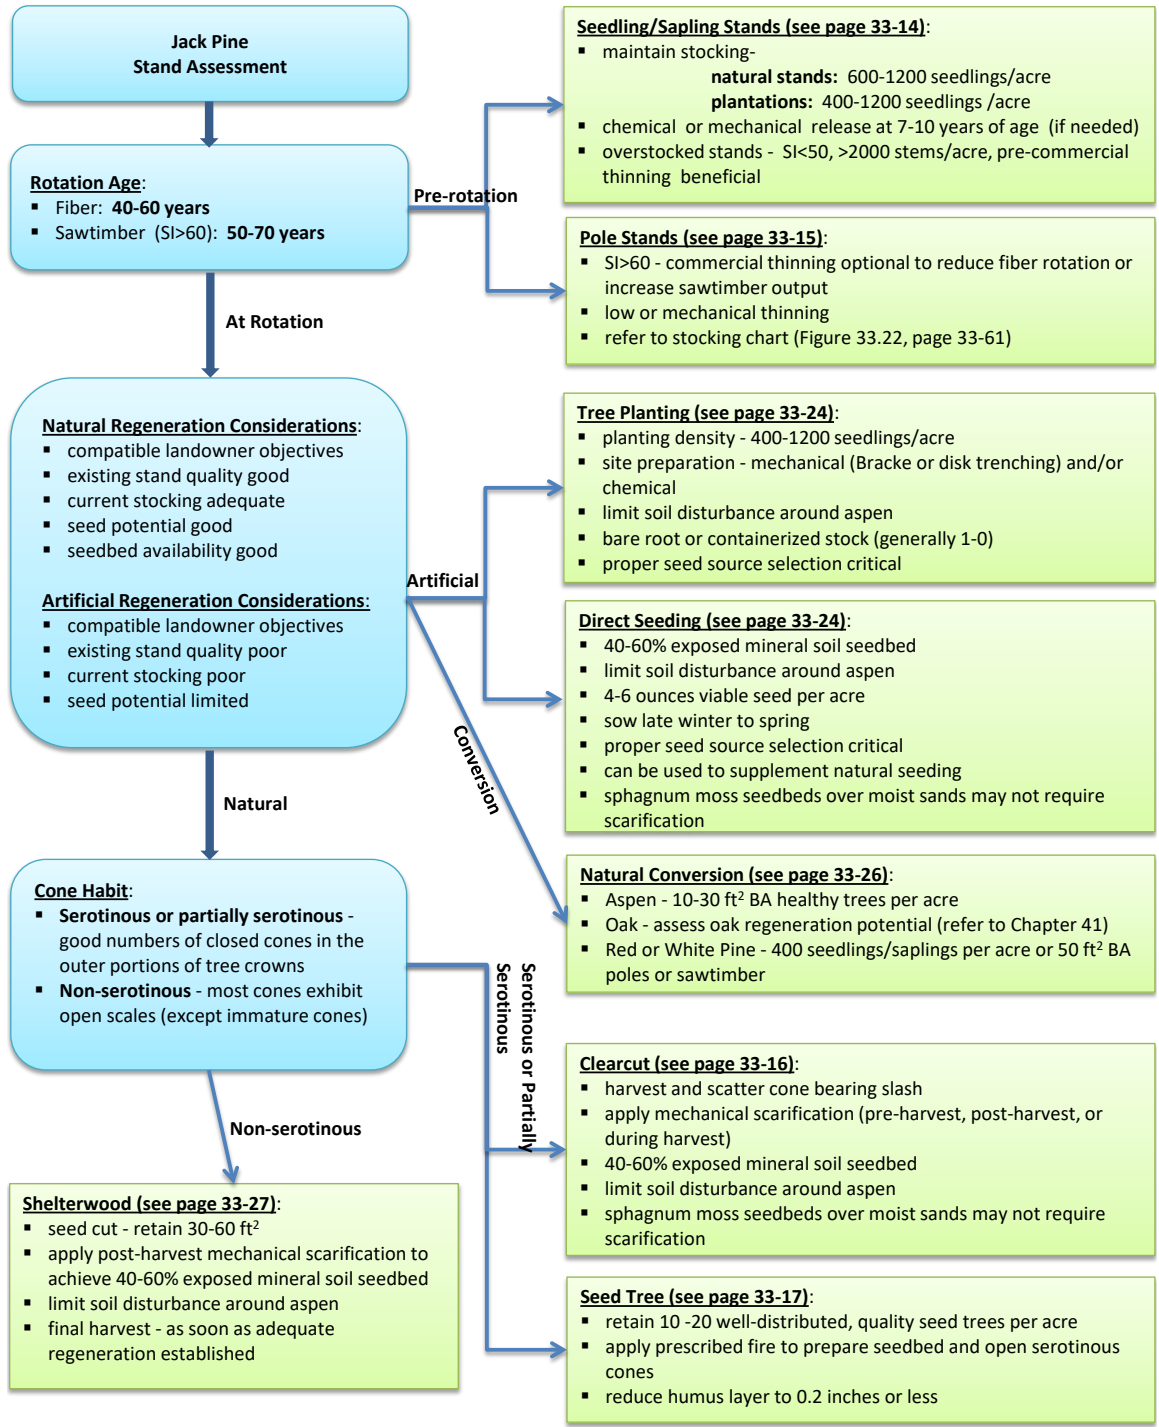 Jack Pine
Stand Assessment
Rotation Age:
▪ Fiber: 40-60 years
▪ Sawtimber (SI>60): 50-70 years
Pre-rotation
Seedling/Sapling Stands (see page 33-14):
▪ maintain stocking-
natural stands: 600-1200 seedlings/acre
plantations: 400-1200 seedlings /acre
▪ chemical or mechanical release at 7-10 years of age (if needed)
▪ overstocked stands - SI<50, >2000 stems/acre, pre-commercial
thinning beneficial
Pole Stands (see page 33-15):
▪ SI>60 - commercial thinning optional to reduce fiber rotation or
increase sawtimber output
▪ low or mechanical thinning
▪ refer to stocking chart (Figure 33.22, page 33-61)
At Rotation
Natural Regeneration Considerations:
▪ compatible landowner objectives
▪ existing stand quality good
▪ current stocking adequate
▪ seed potential good
▪ seedbed availability good
Artificial Regeneration Considerations:
▪ compatible landowner objectives
▪ existing stand quality poor
▪ current stocking poor
▪ seed potential limited
Artificial
Tree Planting (see page 33-24):
▪ planting density - 400-1200 seedlings/acre
▪ site preparation - mechanical (Bracke or disk trenching) and/or
chemical
▪ limit soil disturbance around aspen
▪ bare root or containerized stock (generally 1-0)
▪ proper seed source selection critical
Direct Seeding (see page 33-24):
▪ 40-60% exposed mineral soil seedbed
▪ limit soil disturbance around aspen
▪ 4-6 ounces viable seed per acre
▪ sow late winter to spring
▪ proper seed source selection critical
▪ can be used to supplement natural seeding
▪ sphagnum moss seedbeds over moist sands may not require
scarification
Conversion
Natural Conversion (see page 33-26):
▪ Aspen - 10-30 ft² BA healthy trees per acre
▪ Oak - assess oak regeneration potential (refer to Chapter 41)
▪ Red or White Pine - 400 seedlings/saplings per acre or 50 ft² BA
poles or sawtimber
Natural
Cone Habit:
▪ Serotinous or partially serotinous -
good numbers of closed cones in the
outer portions of tree crowns
▪ Non-serotinous - most cones exhibit
open scales (except immature cones)
Serotinous or Partially
Serotinous
Clearcut (see page 33-16):
▪ harvest and scatter cone bearing slash
▪ apply mechanical scarification (pre-harvest, post-harvest, or
during harvest)
▪ 40-60% exposed mineral soil seedbed
▪ limit soil disturbance around aspen
▪ sphagnum moss seedbeds over moist sands may not require
scarification
Seed Tree (see page 33-17):
▪ retain 10 -20 well-distributed, quality seed trees per acre
▪ apply prescribed fire to prepare seedbed and open serotinous
cones
▪ reduce humus layer to 0.2 inches or less
Non-serotinous
Shelterwood (see page 33-27):
▪ seed cut - retain 30-60 ft²
▪ apply post-harvest mechanical scarification to
achieve 40-60% exposed mineral soil seedbed
▪ limit soil disturbance around aspen
▪ final harvest - as soon as adequate
regeneration established